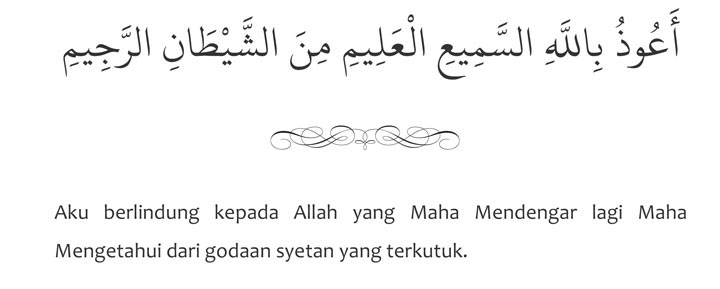 أَعُوذُ بِاللَّهِ السَّمِيعِ الْعَلِيمِ مِنَ الشَّيْطَانِ الرَّجِيمِ
Aku berlindung kepada Allah yang Maha Mendengar lagi Maha
Mengetahui dari godaan syetan yang terkutuk.